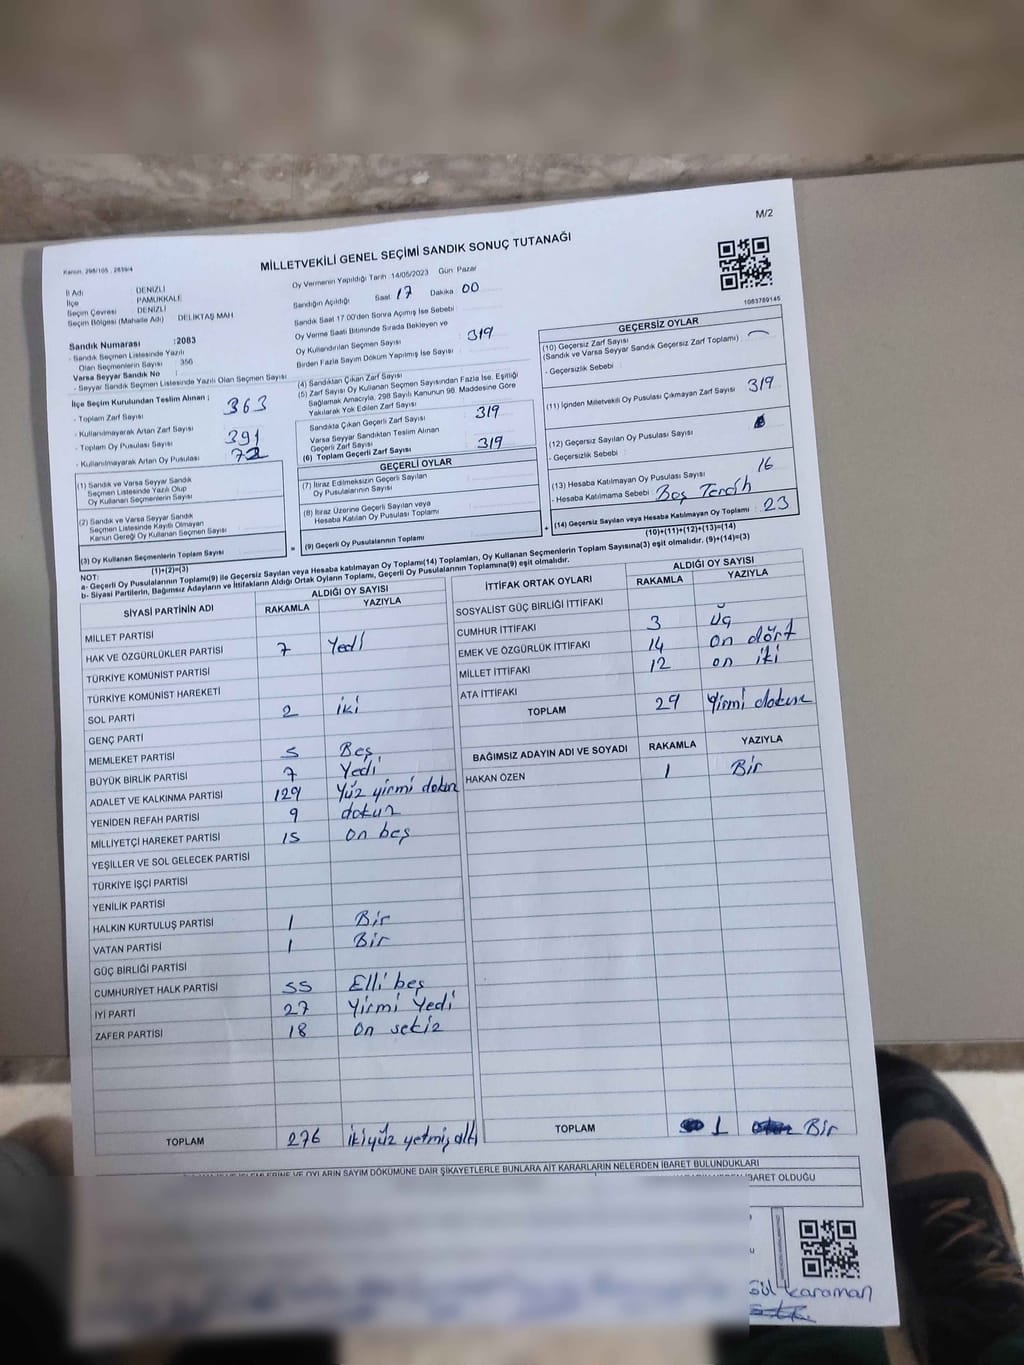 M/2
Kanun, 298/105 , 2839/4
MİLLETVEKİLİ GENEL SEÇİMİ SANDIK SONUÇ TUTANAĞI
1083789145
İl Adı : DENİZLİ
İlçe : PAMUKKALE
Seçim Çevresi : DENİZLİ
Seçim Bölgesi (Mahalle Adı) : DELİKTAŞ MAH
Sandık Numarası :2083
- Sandık Seçmen Listesinde Yazılı
Olan Seçmenlerin Sayısı : 356
Varsa Seyyar Sandık No :
- Seyyar Sandık Seçmen Listesinde Yazılı Olan Seçmen Sayısı
İlçe Seçim Kurulundan Teslim Alınan ;
- Toplam Zarf Sayısı : 363
- Kullanılmayarak Artan Zarf Sayısı :
- Toplam Oy Pusulası Sayısı : 391
- Kullanılmayarak Artan Oy Pusulası : 72
(1) Sandık ve Varsa Seyyar Sandık
Seçmen Listesinde Yazılı Olup
Oy Kullanan Seçmenlerin Sayısı
(2) Sandık ve Varsa Seyyar Sandık
Seçmen Listesinde Kayıtlı Olmayan
Kanun Gereği Oy Kullanan Seçmen Sayısı
(3) Oy Kullanan Seçmenlerin Toplam Sayısı
(1)+(2)=(3)
Oy Vermenin Yapıldığı Tarih : 14/05/2023 Gün : Pazar
Sandığın Açıldığı Saat: 17 Dakika : 00
Sandık Saat 17.00'den Sonra Açılmış İse Sebebi :
Oy Verme Saati Bitiminde Sırada Bekleyen ve
Oy Kullandırılan Seçmen Sayısı : 319
Birden Fazla Sayım Döküm Yapılmış İse Sayısı
(4) Sandıktan Çıkan Zarf Sayısı
(5) Zarf Sayısı Oy Kullanan Seçmen Sayısından Fazla İse, Eşitliği
Sağlamak Amacıyla, 298 Sayılı Kanunun 98. Maddesine Göre
Yakılarak Yok Edilen Zarf Sayısı
Sandıkta Çıkan Geçerli Zarf Sayısı : 319
Varsa Seyyar Sandıktan Teslim Alınan
Geçerli Zarf Sayısı :
(6) Toplam Geçerli Zarf Sayısı : 319
GEÇERLİ OYLAR
(7) İtiraz Edilmeksizin Geçerli Sayılan
Oy Pusulalarının Sayısı
(8) İtiraz Üzerine Geçerli Sayılan veya
Hesaba Katılan Oy Pusulası Toplamı
= (9) Geçerli Oy Pusulalarının Toplamı +
GEÇERSİZ OYLAR
(10) Geçersiz Zarf Sayısı
(Sandık ve Varsa Seyyar Sandık Geçersiz Zarf Toplamı) :
- Geçersizlik Sebebi :
(11) İçinden Milletvekili Oy Pusulası Çıkmayan Zarf Sayısı 319
(12) Geçersiz Sayılan Oy Pusulası Sayısı
- Geçersizlik Sebebi :
(13) Hesaba Katılmayan Oy Pusulası Sayısı : 16
- Hesaba Katılmama Sebebi : Boş Tercih
(14) Geçersiz Sayılan veya Hesaba Katılmayan Oy Toplamı : 23
(10)+(11)+(12)+(13)=(14)
NOT:
a- Geçerli Oy Pusulalarının Toplamı(9) ile Geçersiz Sayılan veya Hesaba katılmayan Oy Toplamı(14) Toplamları, Oy Kullanan Seçmenlerin Toplam Sayısına(3) eşit olmalıdır. (9)+(14)=(3)
b- Siyasi Partilerin, Bağımsız Adayların ve İttifakların Aldığı Ortak Oyların Toplamı, Geçerli Oy Pusulalarının Toplamına(9) eşit olmalıdır.
SİYASİ PARTİNİN ADI ALDIĞI OY SAYISI
RAKAMLA YAZIYLA
MİLLET PARTİSİ
HAK VE ÖZGÜRLÜKLER PARTİSİ 7 Yedi
TÜRKİYE KOMÜNİST PARTİSİ
TÜRKİYE KOMÜNİST HAREKETİ
SOL PARTİ 2 iki
GENÇ PARTİ
MEMLEKET PARTİSİ 5 Beş
BÜYÜK BİRLİK PARTİSİ 7 Yedi
ADALET VE KALKINMA PARTİSİ 129 Yüz yirmi dokuz
YENİDEN REFAH PARTİSİ 9 dokuz
MİLLİYETÇİ HAREKET PARTİSİ 15 on beş
YEŞİLLER VE SOL GELECEK PARTİSİ
TÜRKİYE İŞÇİ PARTİSİ
YENİLİK PARTİSİ
HALKIN KURTULUŞ PARTİSİ 1 Bir
VATAN PARTİSİ 1 Bir
GÜÇ BİRLİĞİ PARTİSİ
CUMHURİYET HALK PARTİSİ 55 Elli beş
İYİ PARTİ 27 Yirmi Yedi
ZAFER PARTİSİ 18 On sekiz
TOPLAM 276 iki yüz yetmiş altı
İTTİFAK ORTAK OYLARI ALDIĞI OY SAYISI
RAKAMLA YAZIYLA
SOSYALİST GÜÇ BİRLİĞİ İTTİFAKI
CUMHUR İTTİFAKI 3 Üç
EMEK VE ÖZGÜRLÜK İTTİFAKI 14 on dört
MİLLET İTTİFAKI 12 on iki
ATA İTTİFAKI
TOPLAM 29 Yirmi dokuz
BAĞIMSIZ ADAYIN ADI VE SOYADI RAKAMLA YAZIYLA
HAKAN ÖZEN 1 Bir
TOPLAM 1 Bir
İŞLEMLERİNE VE OYLARIN SAYIM DÖKÜMÜNE DAİR ŞİKAYETLERLE BUNLARA AİT KARARLARIN NELERDEN İBARET BULUNDUKLARI
İBARET OLDUĞU
Gül karaman